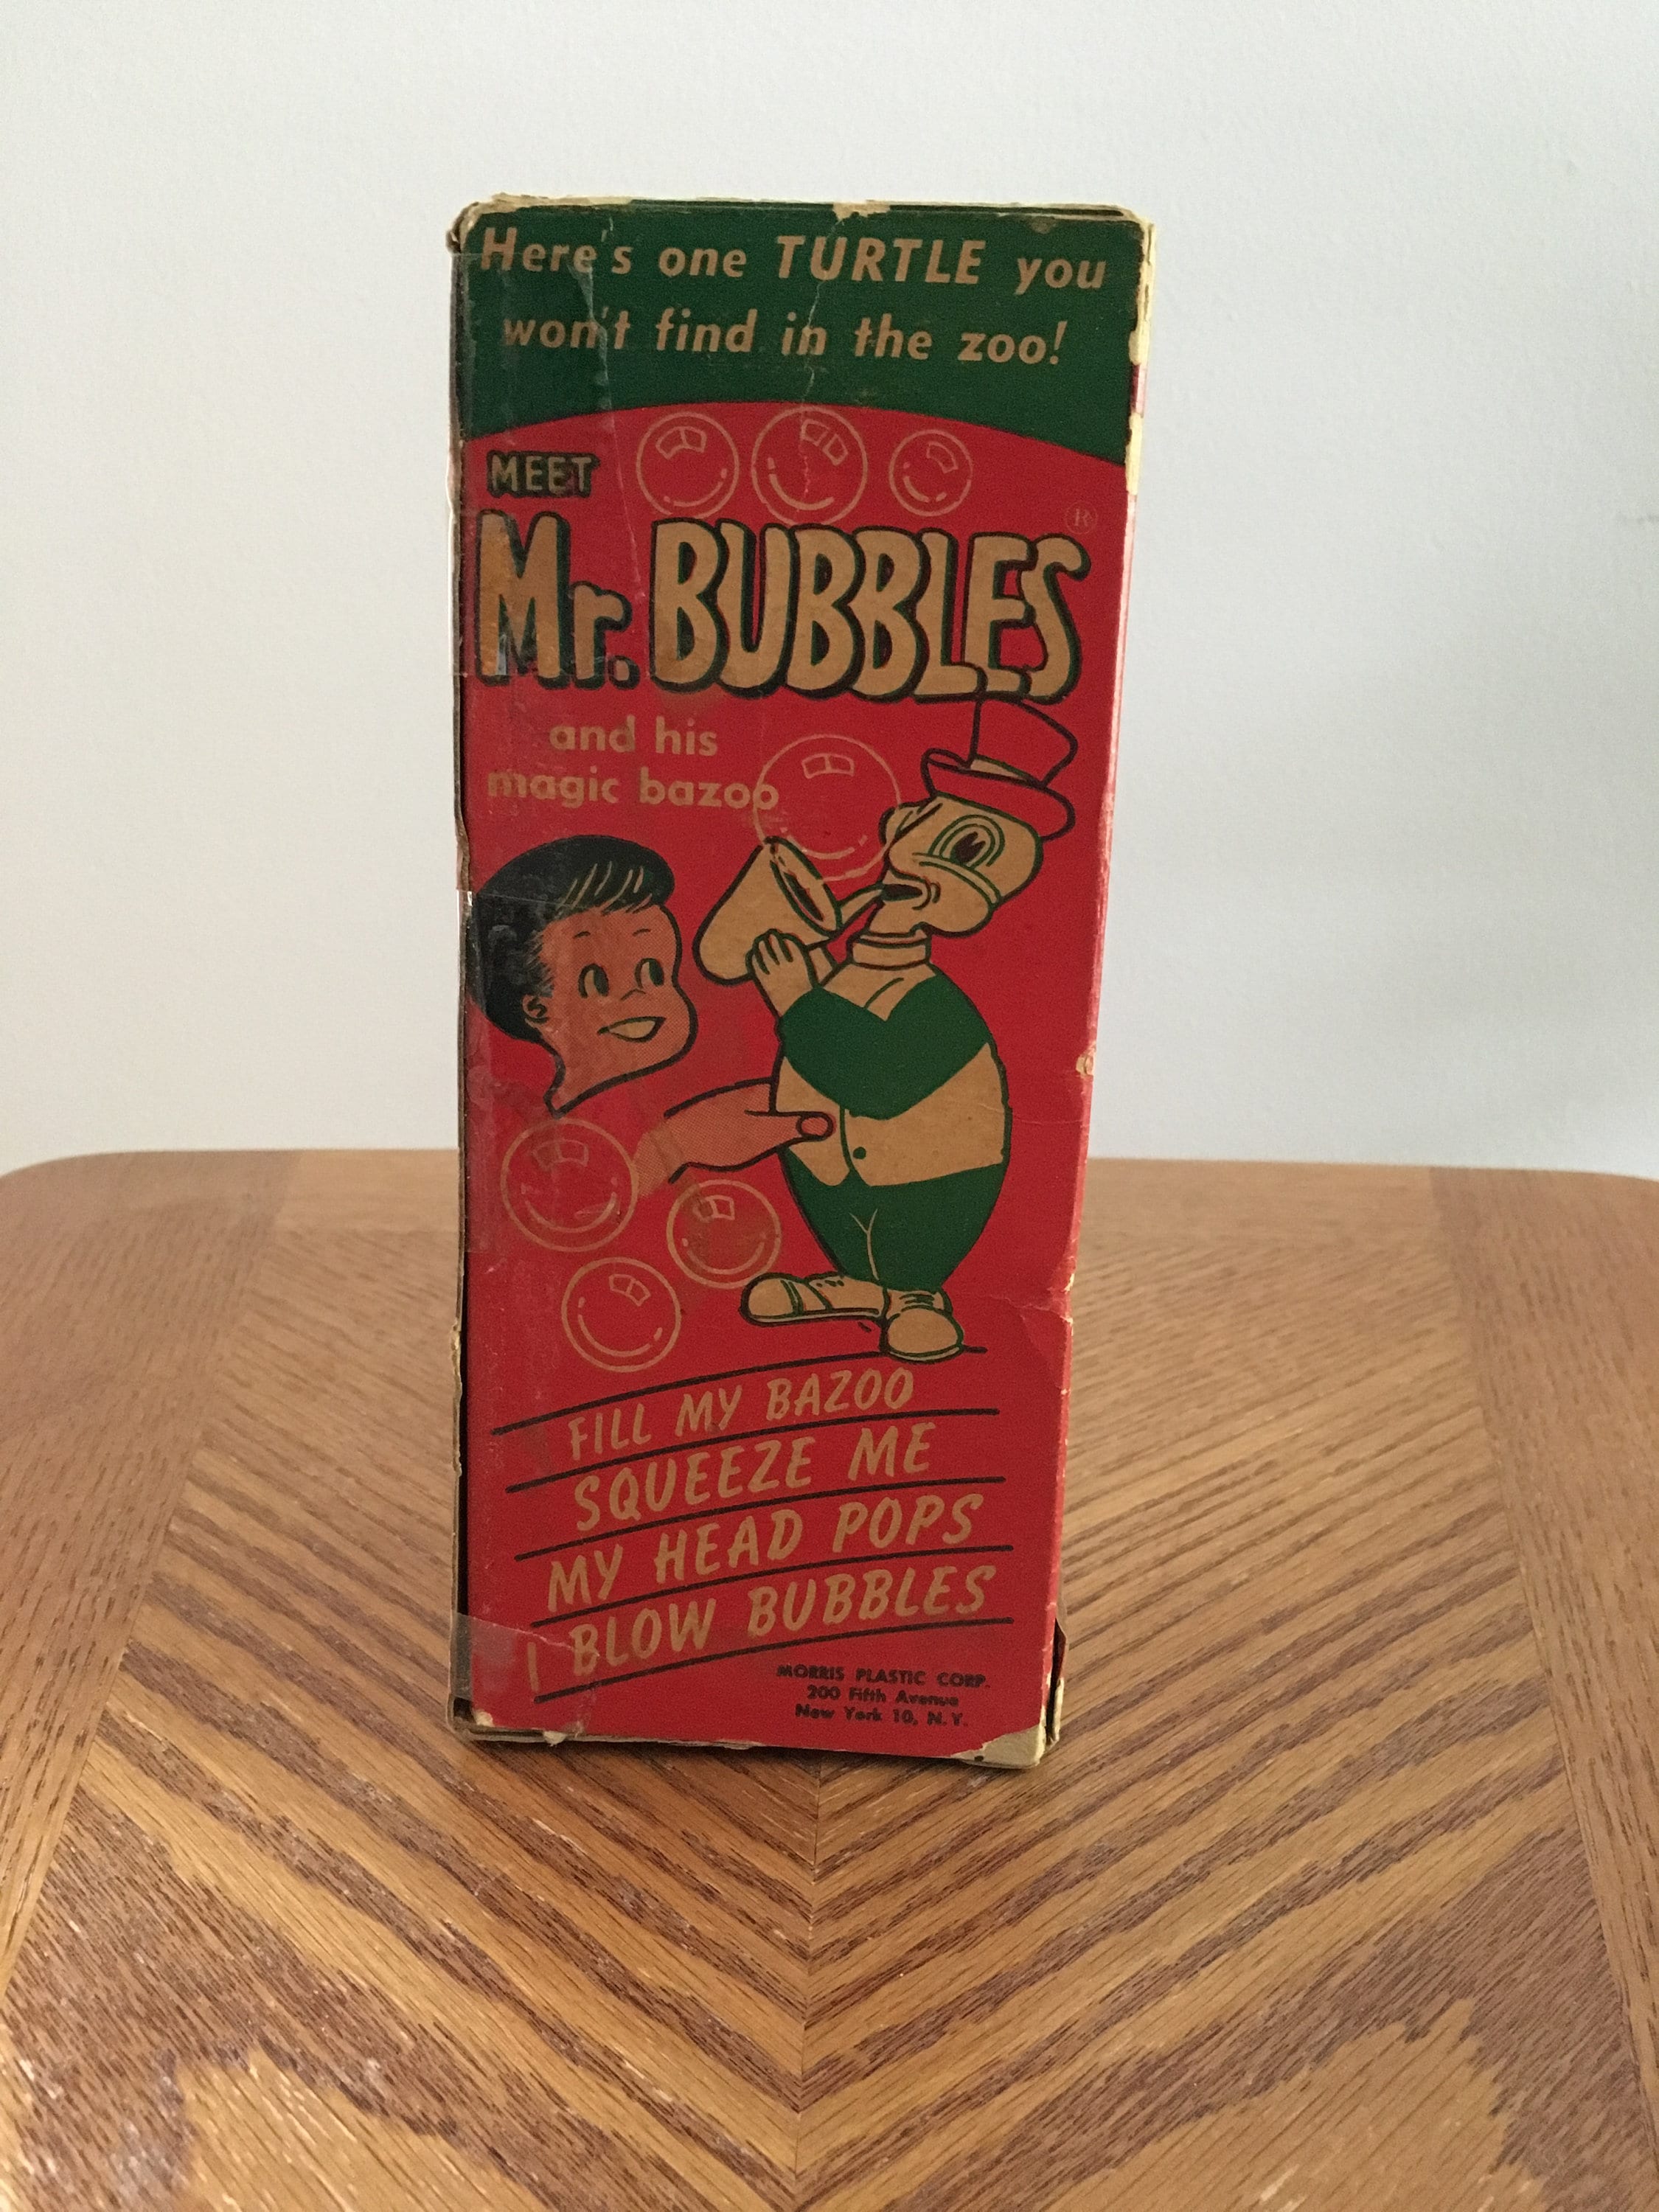 Here's one TURTLE you
won't find in the zoo!
MEET
Mr. BUBBLES ®
and his
magic bazoo
FILL MY BAZOO
SQUEEZE ME
MY HEAD POPS
I BLOW BUBBLES
MORRIS PLASTIC CORP.
200 Fifth Avenue
New York 10, N.Y.